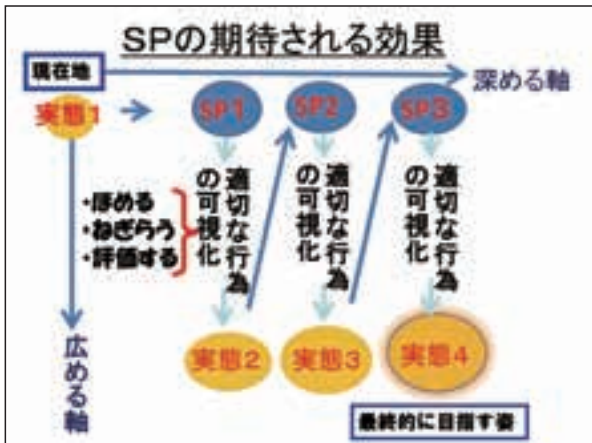 SPの期待される効果
現在地
深める軸
実態1
SP1
SP2
SP3
・ほめる
・ねぎらう
・評価する
適切な行為
の可視化
適切な行為
の可視化
適切な行為
の可視化
広める軸
実態2
実態3
実態4
最終的に目指す姿